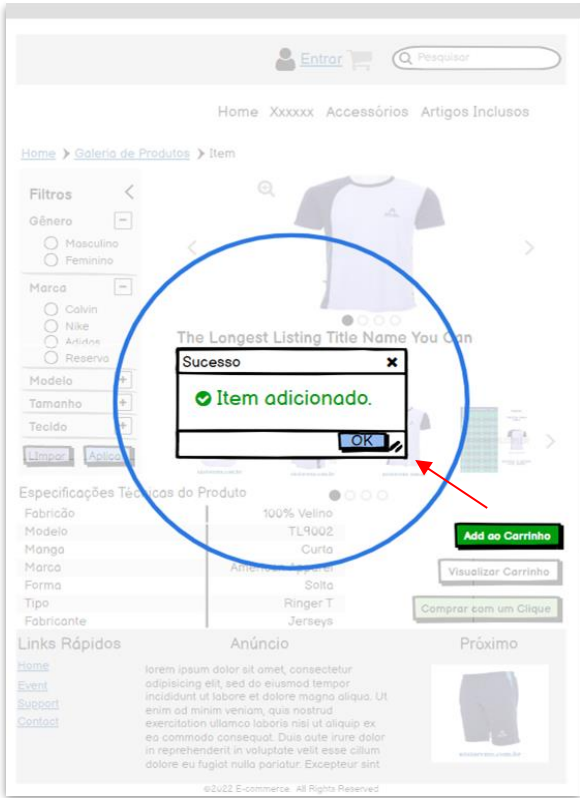 Entrar
Pesquisar
Home Xxxxxx Accessórios Artigos Inclusos
Home > Galeria de Produtos > Item
Filtros
Gênero
Masculino
Feminino
Marca
Calvin
Nike
Adidas
Reserva
Modelo
Tamanho
Tecido
Limpar Aplicar
The Longest Listing Title Name You Can
Sucesso
Item adicionado.
OK
Especificações Técnicas do Produto
Fabricão 100% Velino
Modelo TL9002
Manga Curta
Marca American Apparel
Forma Solta
Tipo Ringer T
Fabricante Jerseys
Add ao Carrinho
Visualizar Carrinho
Comprar com um Clique
Links Rápidos
Home
Event
Support
Contact
Anúncio
lorem ipsum dolor sit amet, consectetur
adipisicing elit, sed do eiusmod tempor
incididunt ut labore et dolore magna aliqua. Ut
enim ad minim veniam, quis nostrud
exercitation ullamco laboris nisi ut aliquip ex
ea commodo consequat. Duis aute irure dolor
in reprehenderit in voluptate velit esse cillum
dolore eu fugiat nulla pariatur. Excepteur sint
Próximo
©2u22 E-commerce. All Rights Reserved